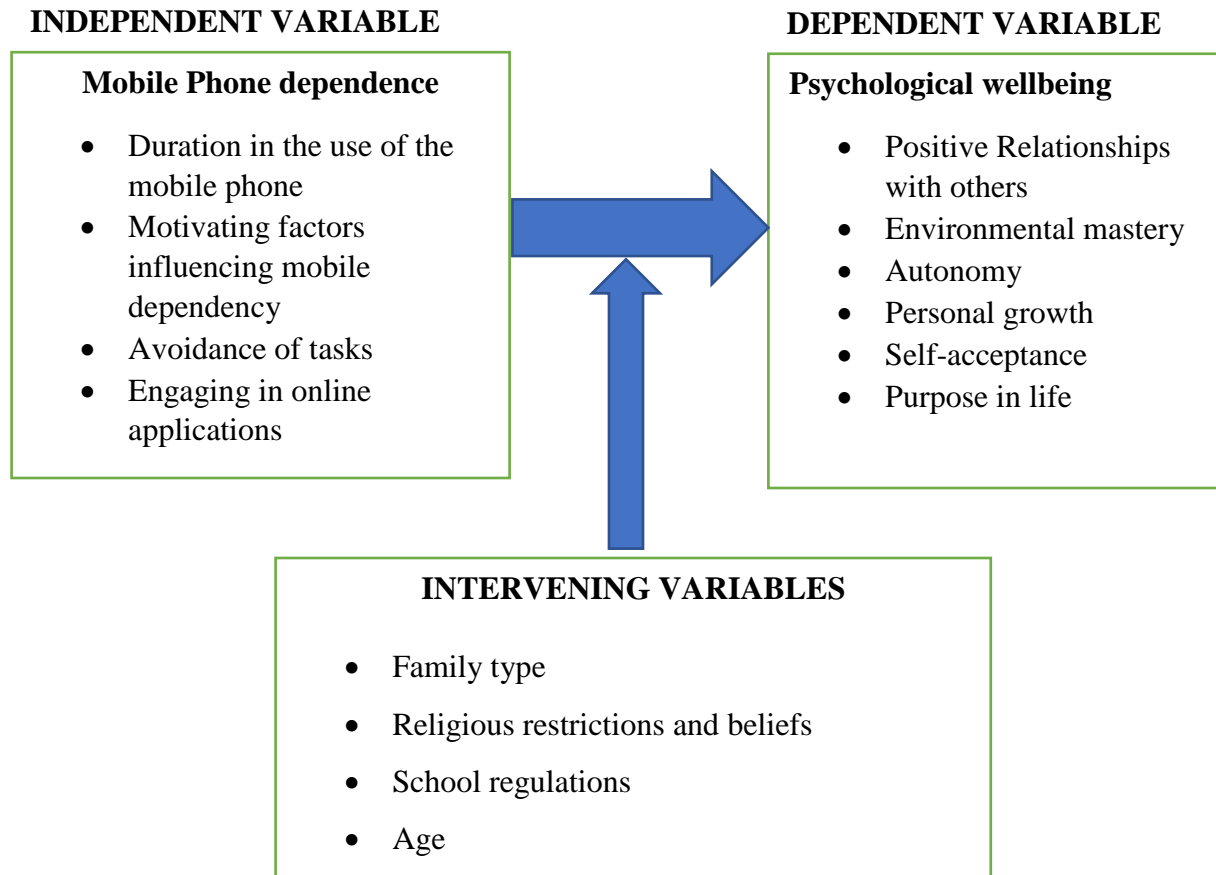 INDEPENDENT VARIABLE
Mobile Phone dependence
• Duration in the use of the
mobile phone
• Motivating factors
influencing mobile
dependency
• Avoidance of tasks
• Engaging in online
applications
DEPENDENT VARIABLE
Psychological wellbeing
• Positive Relationships
with others
• Environmental mastery
• Autonomy
• Personal growth
• Self-acceptance
• Purpose in life
INTERVENING VARIABLES
• Family type
• Religious restrictions and beliefs
• School regulations
• Age